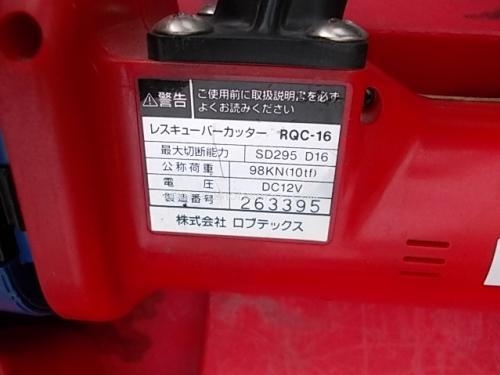 ⚠警告 ご使用前に取扱説明書を必ず
よくお読みください
レスキューバーカッター RQC-16
最大切断能力 SD295 D16
公称荷重 98KN(10tf)
電圧 DC12V
製造番号 263395
株式会社 ロブテックス